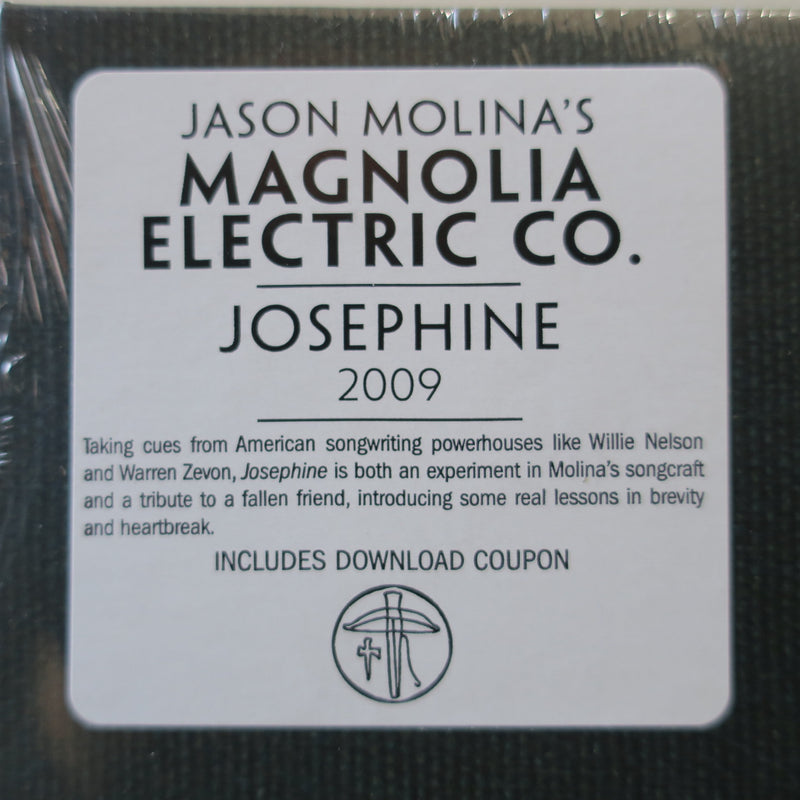 JASON MOLINA'S
MAGNOLIA
ELECTRIC CO.
JOSEPHINE
2009
Taking cues from American songwriting powerhouses like Willie Nelson
and Warren Zevon, Josephine is both an experiment in Molina's songcraft
and a tribute to a fallen friend, introducing some real lessons in brevity
and heartbreak.
INCLUDES DOWNLOAD COUPON